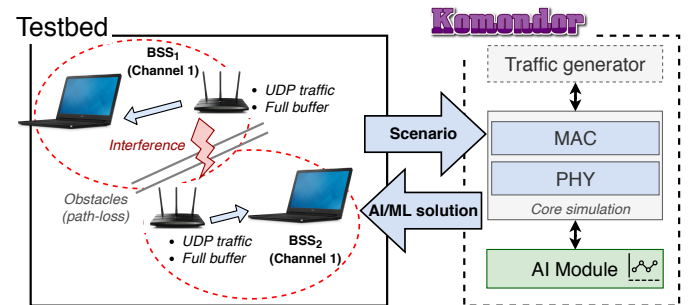 Testbed
Komondor
BSS1
(Channel 1)
• UDP traffic
• Full buffer
Interference
Obstacles
(path-loss)
• UDP traffic
• Full buffer
BSS2
(Channel 1)
Scenario
AI/ML solution
Traffic generator
MAC
PHY
Core simulation
AI Module